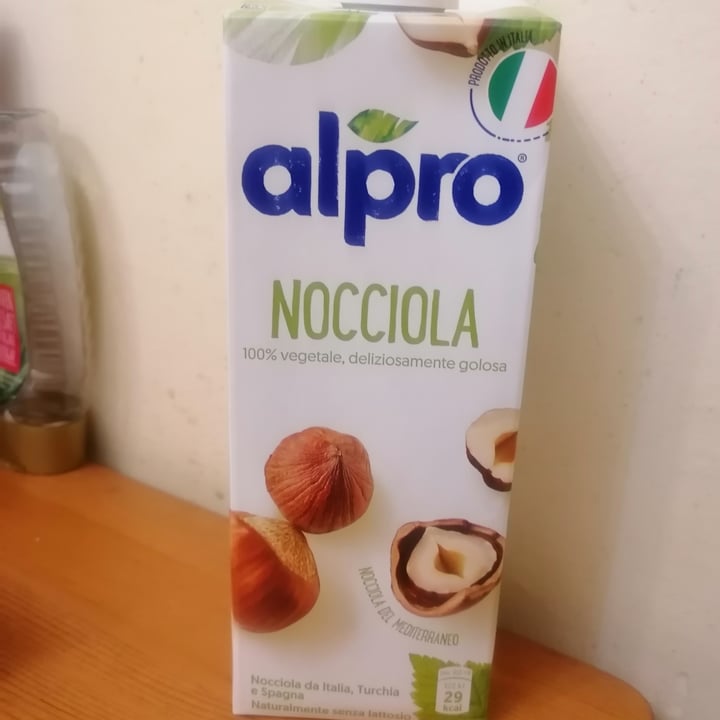 PRODOTTO IN ITALIA
alpro®
NOCCIOLA
100% vegetale, deliziosamente golosa
NOCCIOLA DEL MEDITERRANEO
Nocciola da Italia, Turchia
e Spagna
Naturalmente senza lattosio
29
kcal